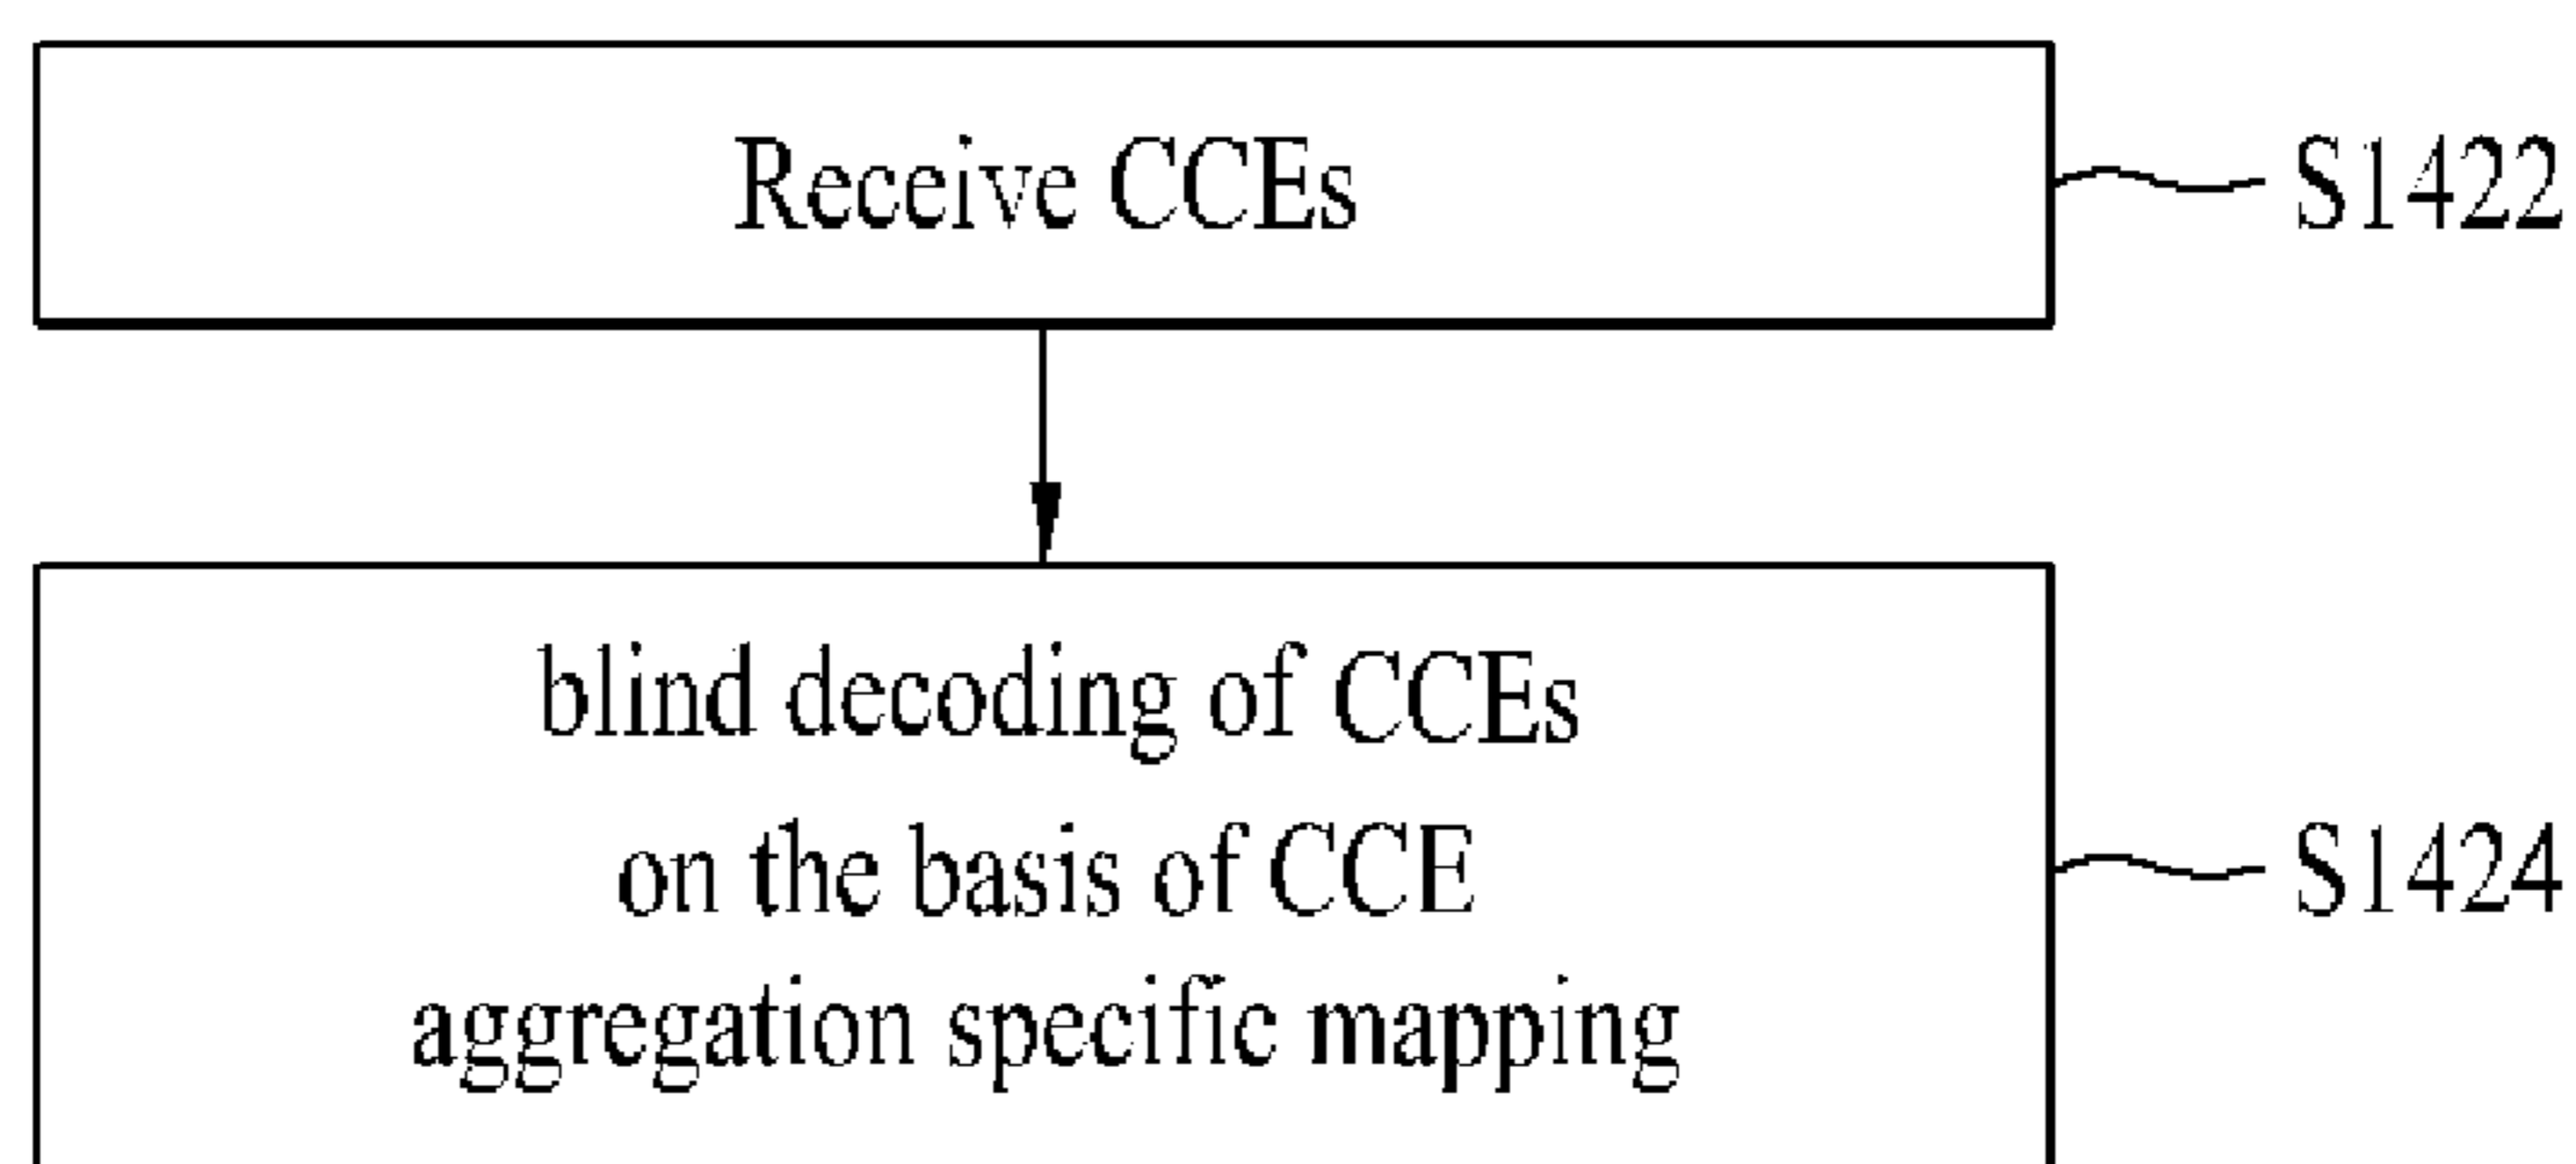 Receive CCEs
S1422
blind decoding of CCEs
on the basis of CCE
S1424
aggregation specific mapping